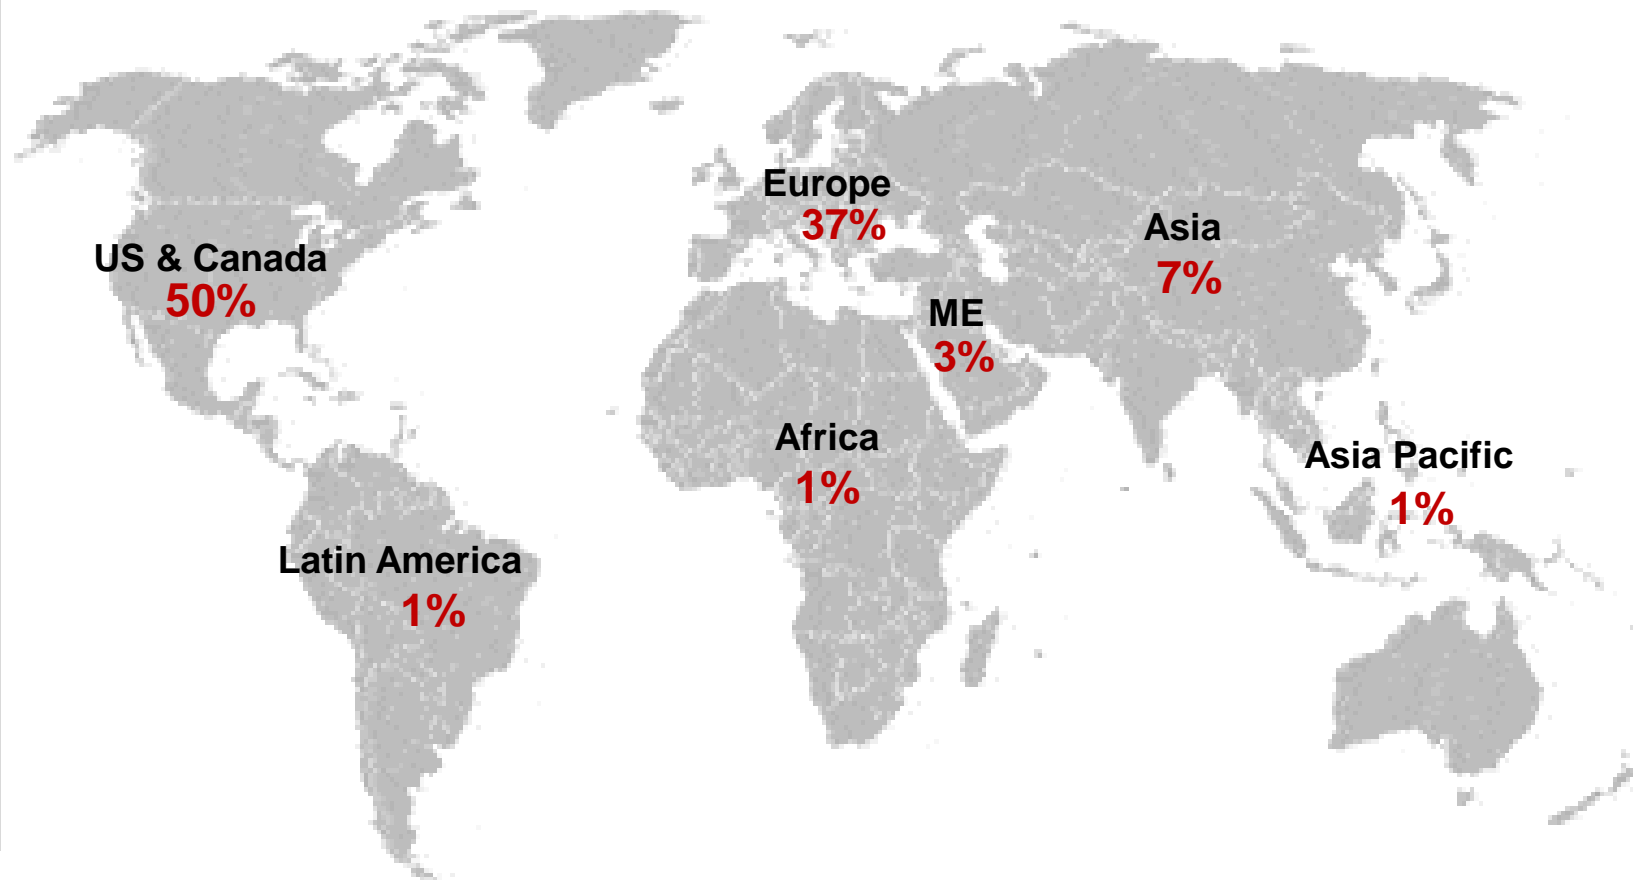 US & Canada
50%
Europe
37%
Asia
7%
ME
3%
Africa
1%
Asia Pacific
1%
Latin America
1%